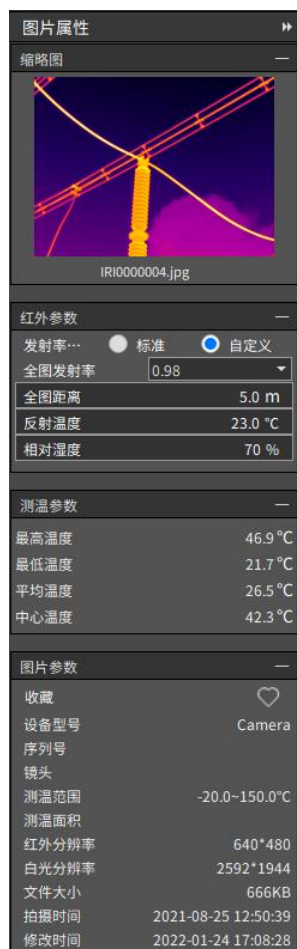 图片属性
缩略图
IRI0000004.jpg
红外参数
发射率… 标准 自定义
全图发射率 0.98
全图距离 5.0 m
反射温度 23.0 ℃
相对湿度 70 %
测温参数
最高温度 46.9℃
最低温度 21.7℃
平均温度 26.5℃
中心温度 42.3℃
图片参数
收藏
设备型号 Camera
序列号
镜头
测温范围 -20.0~150.0℃
测温面积
红外分辨率 640*480
白光分辨率 2592*1944
文件大小 666KB
拍摄时间 2021-08-25 12:50:39
修改时间 2022-01-24 17:08:28